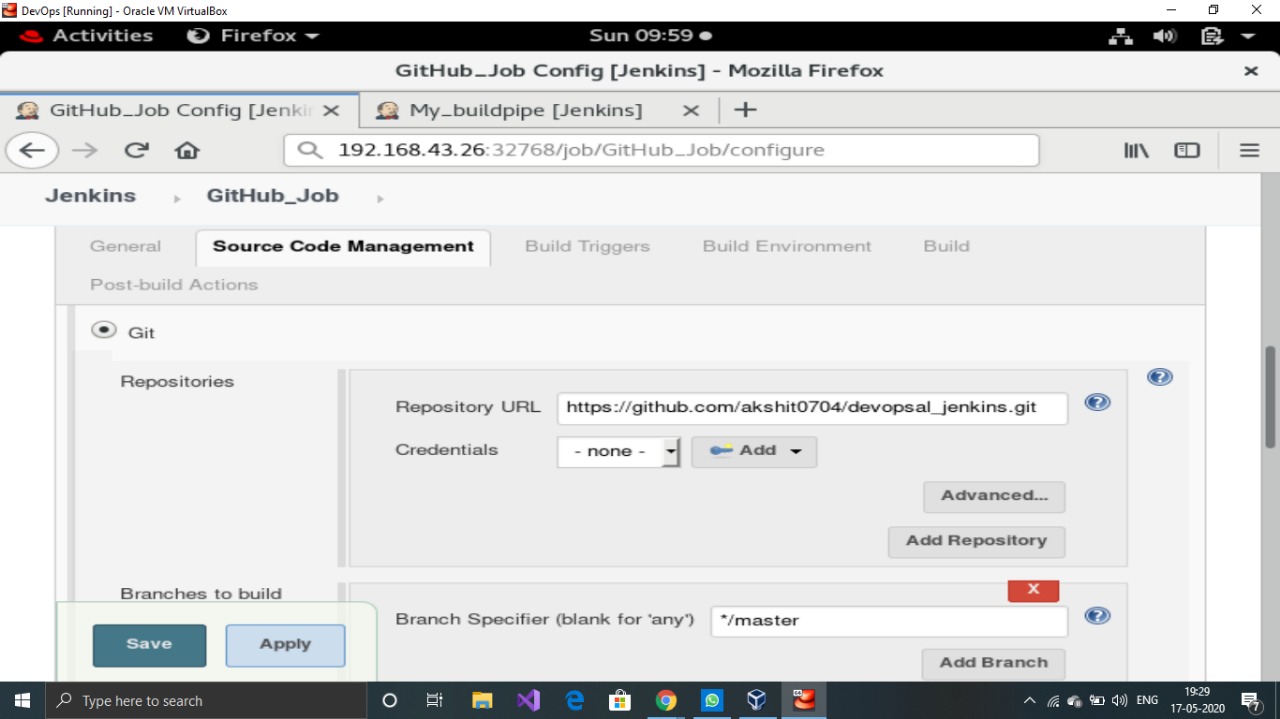 DevOps [Running] - Oracle VM VirtualBox
Activities Firefox Sun 09:59
GitHub_Job Config [Jenkins] - Mozilla Firefox
GitHub_Job Config [Jenki My_buildpipe [Jenkins]
192.168.43.26:32768/job/GitHub_Job/configure
Jenkins GitHub_Job
General Source Code Management Build Triggers Build Environment Build
Post-build Actions
Git
Repositories
Repository URL https://github.com/akshit0704/devopsal_jenkins.git
Credentials - none - Add
Advanced...
Add Repository
Branches to build
X
Branch Specifier (blank for 'any') */master
Save Apply
Add Branch
Type here to search ENG 19:29
17-05-2020 7